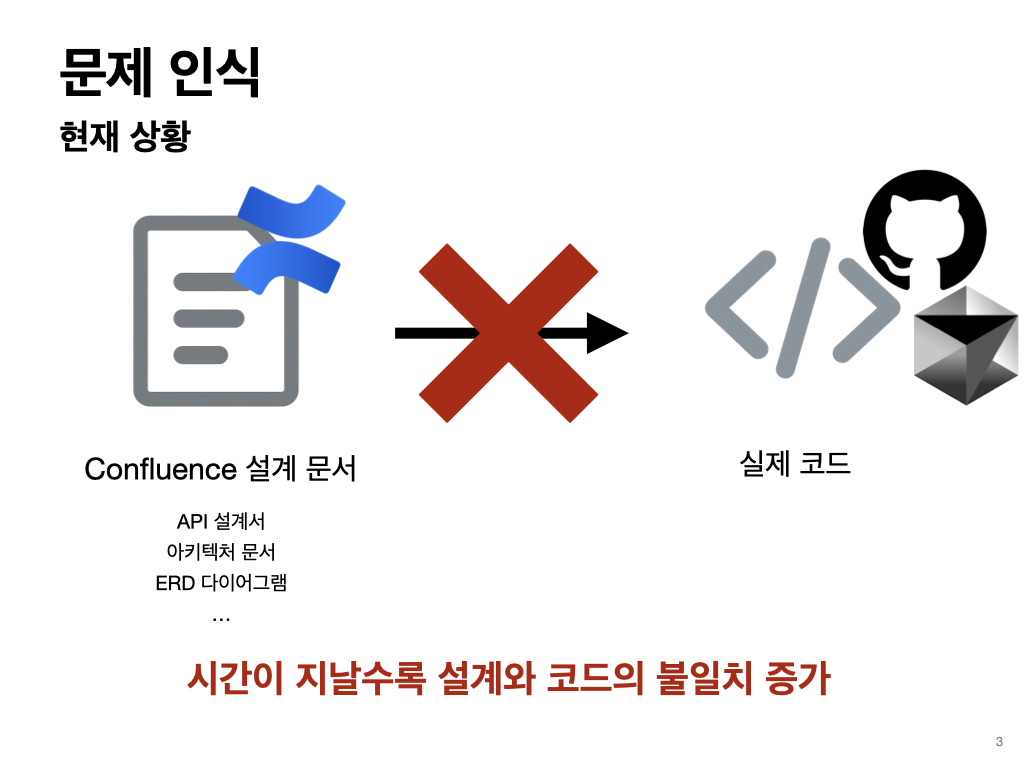 문제 인식
현재 상황
Confluence 설계 문서
실제 코드
API 설계서
아키텍처 문서
ERD 다이어그램
...
시간이 지날수록 설계와 코드의 불일치 증가
3